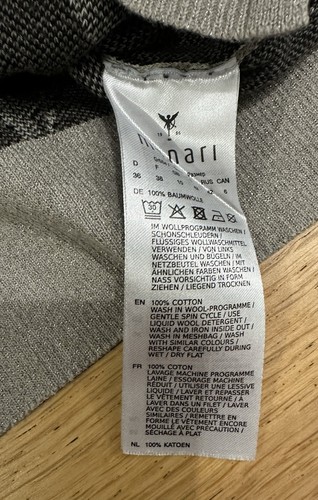 nari
D F
36 38 RUS CAN
DE 100% BAUMWOLLE
30
IM WOLLPROGRAMM WASCHEN /
SCHONSCHLEUDERN /
FLÜSSIGES WOLLWASCHMITTEL
VERWENDEN / VON LINKS
WASCHEN UND BÜGELN / IM
NETZBEUTEL WASCHEN / MIT
ÄHNLICHEN FARBEN WASCHEN /
NASS VORSICHTIG IN FORM
ZIEHEN / LIEGEND TROCKNEN
EN 100% COTTON
WASH IN WOOL-PROGRAMME /
GENTLE SPIN CYCLE / USE
LIQUID WOOL DETERGENT /
WASH AND IRON INSIDE OUT /
WASH IN MESHBAG / WASH
WITH SIMILAR COLOURS /
RESHAPE CAREFULLY DURING
WET / DRY FLAT
FR 100% COTON
LAVAGE MACHINE PROGRAMME
LAINE / ESSORAGE MACHINE
RÉDUIT / UTILISER UNE LESSIVE
LIQUIDE / LAVER ET REPASSER
LE VÊTEMENT RETOURNÉ / À
LAVER DANS UN FILET / LAVER
AVEC DES COULEURS
SIMILAIRES / REMETTRE EN
FORME LE VÊTEMENT MOUILLÉ
MOUILLÉ AVEC PRÉCAUTION /
SÉCHAGE À PLAT
NL 100% KATOEN